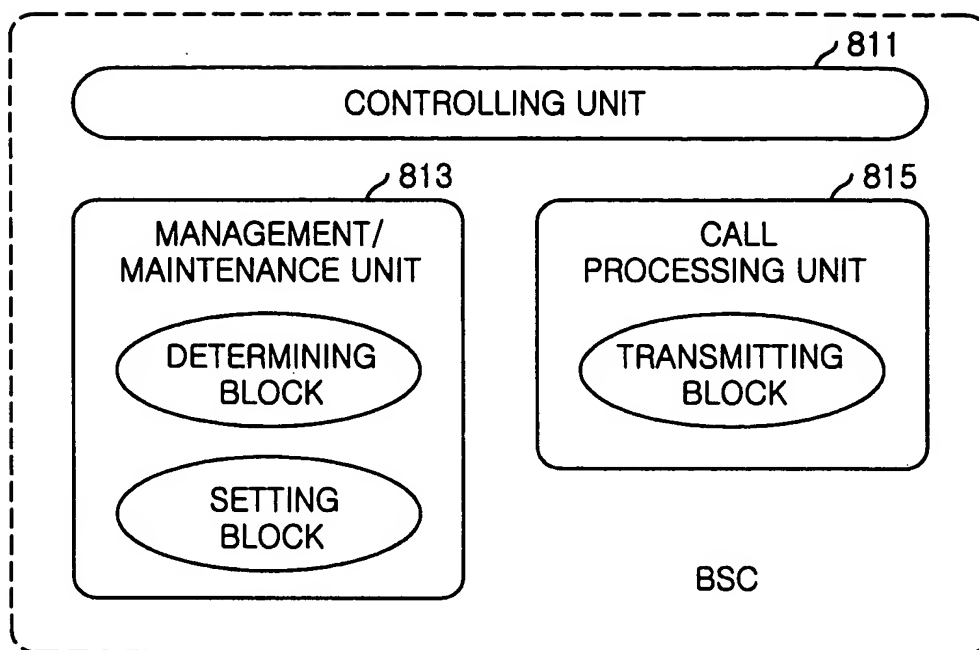 811
CONTROLLING UNIT
813
MANAGEMENT/
MAINTENANCE UNIT
DETERMINING
BLOCK
SETTING
BLOCK
815
CALL
PROCESSING UNIT
TRANSMITTING
BLOCK
BSC